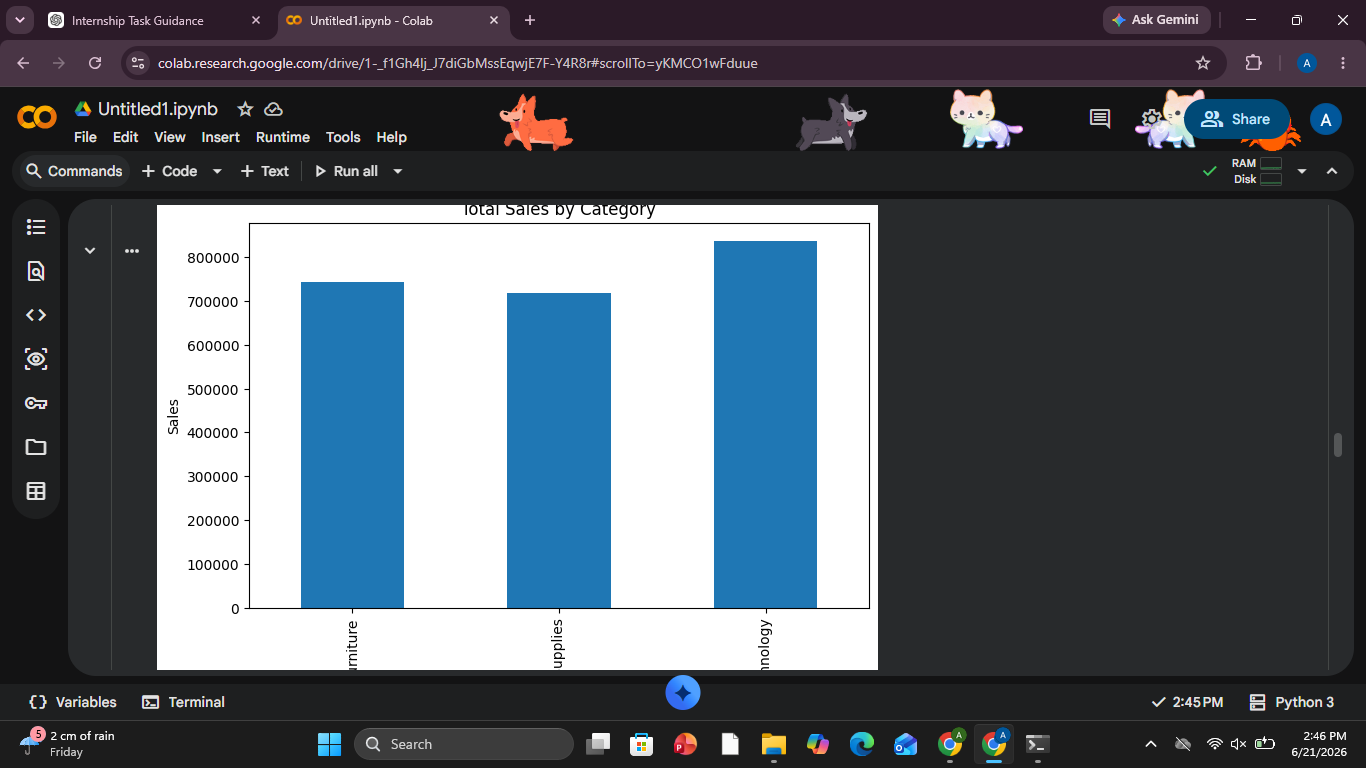 Internship Task Guidance
Untitled1.ipynb - Colab
Ask Gemini
colab.research.google.com/drive/1-_f1Gh4lj_J7diGbMssEqwjE7F-Y4R8r#scrollTo=yKMCO1wFduue
A
Untitled1.ipynb
File Edit View Insert Runtime Tools Help
Share
A
Commands + Code + Text Run all
RAM
Disk
Total Sales by Category
800000
700000
600000
500000
400000
300000
200000
100000
0
Sales
urniture
upplies
hnology
Variables
Terminal
2:45 PM
Python 3
5
2 cm of rain
Friday
Search
A
A
2:46 PM
6/21/2026